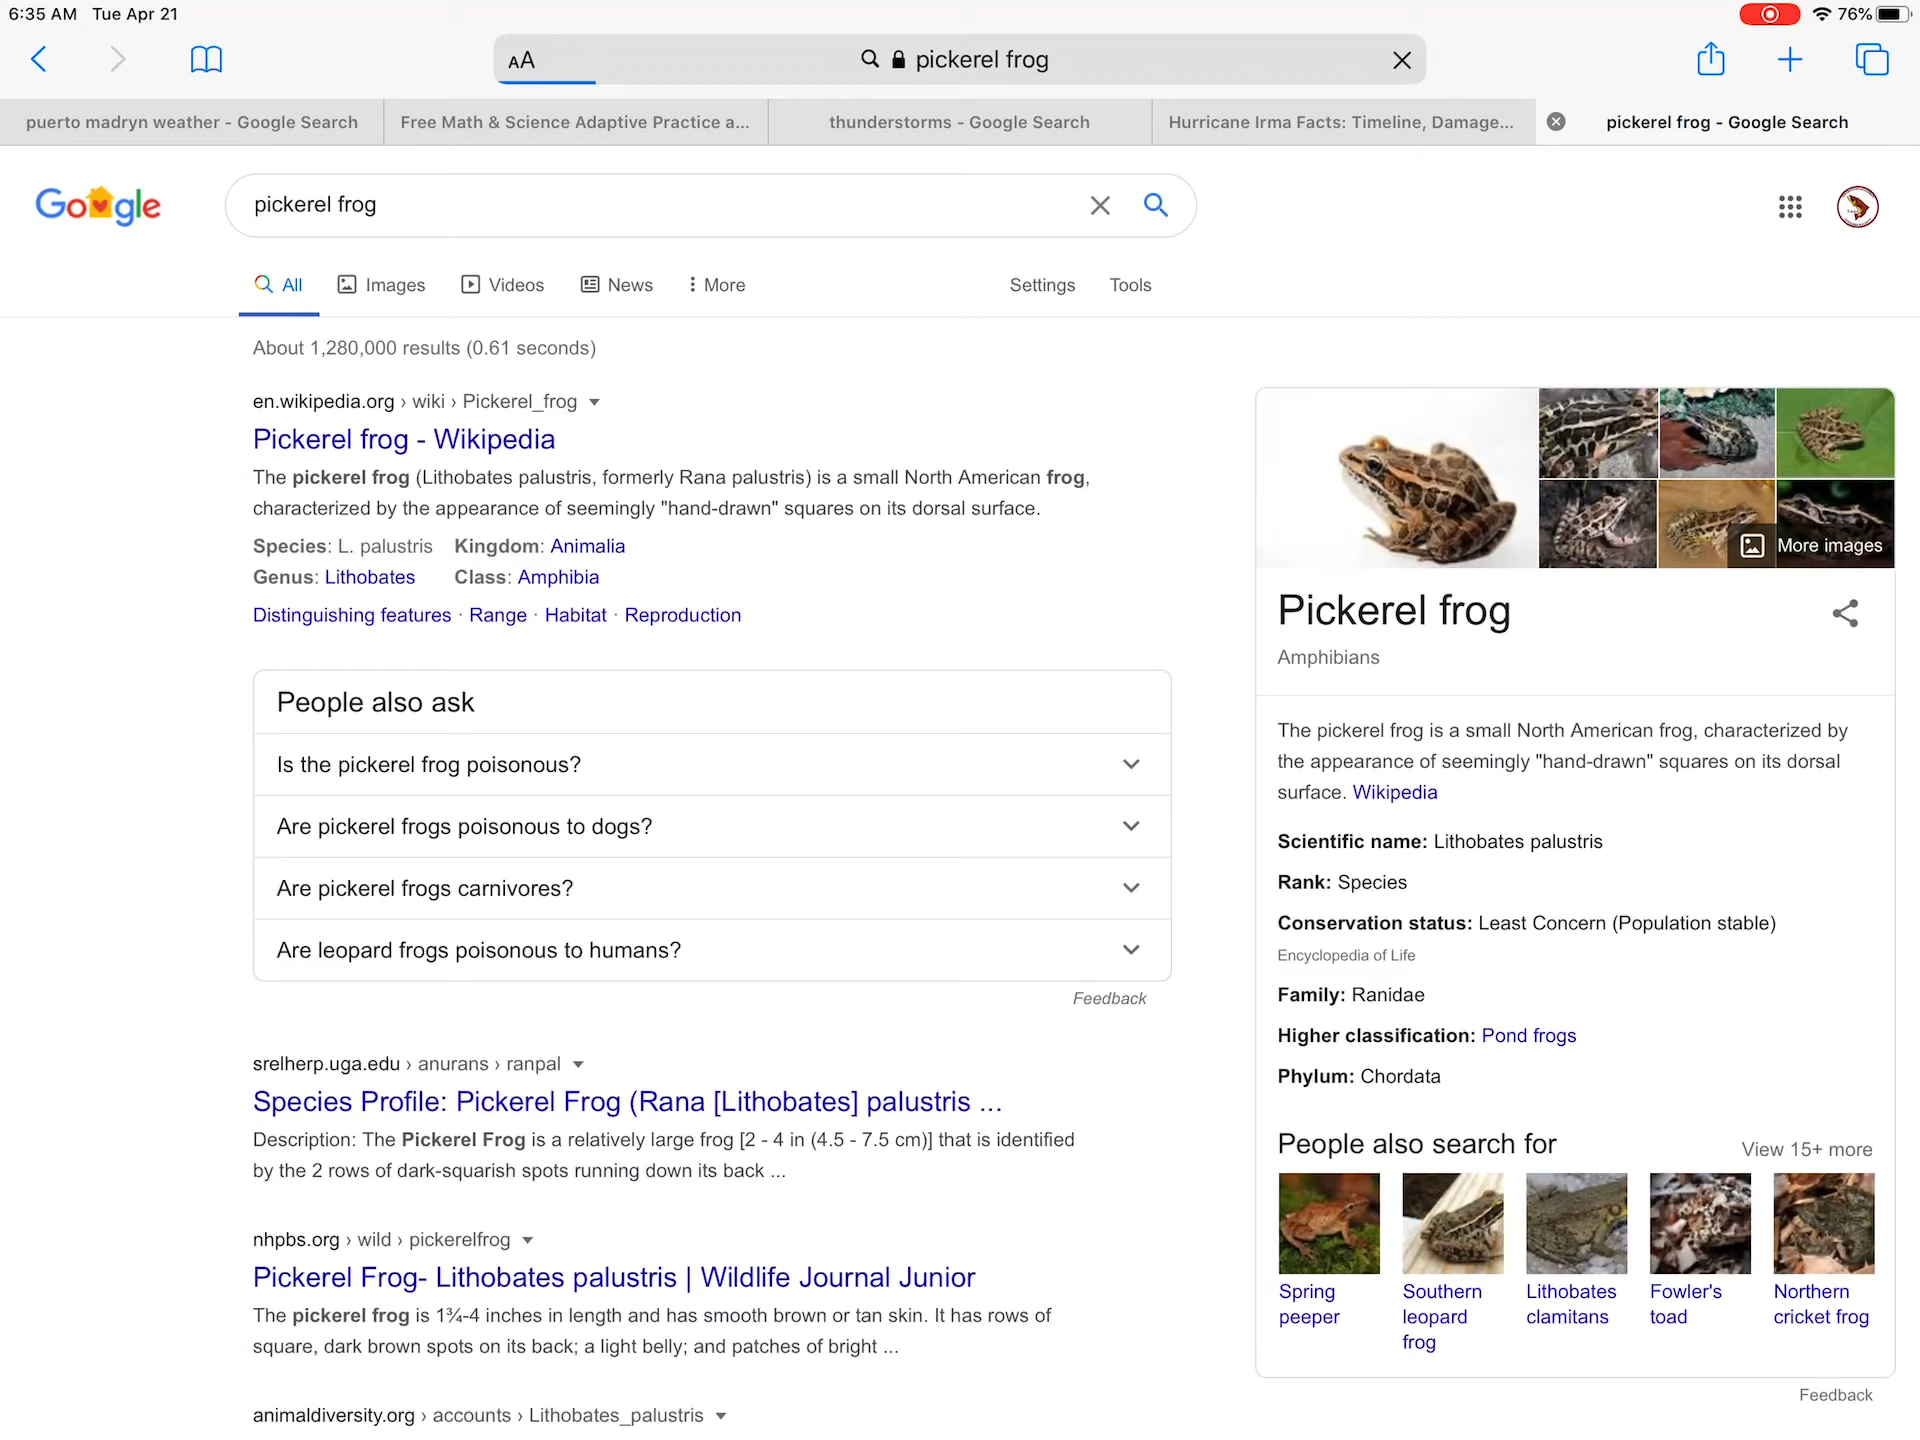 6:35 AM Tue Apr 21
76%
AA
pickerel frog
puerto madryn weather - Google Search
Free Math & Science Adaptive Practice a...
thunderstorms - Google Search
Hurricane Irma Facts: Timeline, Damage...
pickerel frog - Google Search
Google
pickerel frog
All
Images
Videos
News
More
Settings
Tools
About 1,280,000 results (0.61 seconds)
en.wikipedia.org › wiki › Pickerel_frog
Pickerel frog - Wikipedia
The pickerel frog (Lithobates palustris, formerly Rana palustris) is a small North American frog,
characterized by the appearance of seemingly "hand-drawn" squares on its dorsal surface.
Species: L. palustris Kingdom: Animalia
Genus: Lithobates Class: Amphibia
Distinguishing features · Range · Habitat · Reproduction
People also ask
Is the pickerel frog poisonous?
Are pickerel frogs poisonous to dogs?
Are pickerel frogs carnivores?
Are leopard frogs poisonous to humans?
Feedback
srelherp.uga.edu › anurans › ranpal
Species Profile: Pickerel Frog (Rana [Lithobates] palustris ...
Description: The Pickerel Frog is a relatively large frog [2 - 4 in (4.5 - 7.5 cm)] that is identified
by the 2 rows of dark-squarish spots running down its back ...
nhpbs.org › wild › pickerelfrog
Pickerel Frog- Lithobates palustris | Wildlife Journal Junior
The pickerel frog is 1¾-4 inches in length and has smooth brown or tan skin. It has rows of
square, dark brown spots on its back; a light belly; and patches of bright ...
animaldiversity.org › accounts › Lithobates_palustris
More images
Pickerel frog
Amphibians
The pickerel frog is a small North American frog, characterized by
the appearance of seemingly "hand-drawn" squares on its dorsal
surface. Wikipedia
Scientific name: Lithobates palustris
Rank: Species
Conservation status: Least Concern (Population stable)
Encyclopedia of Life
Family: Ranidae
Higher classification: Pond frogs
Phylum: Chordata
People also search for
View 15+ more
Spring
peeper
Southern
leopard
frog
Lithobates
clamitans
Fowler's
toad
Northern
cricket frog
Feedback